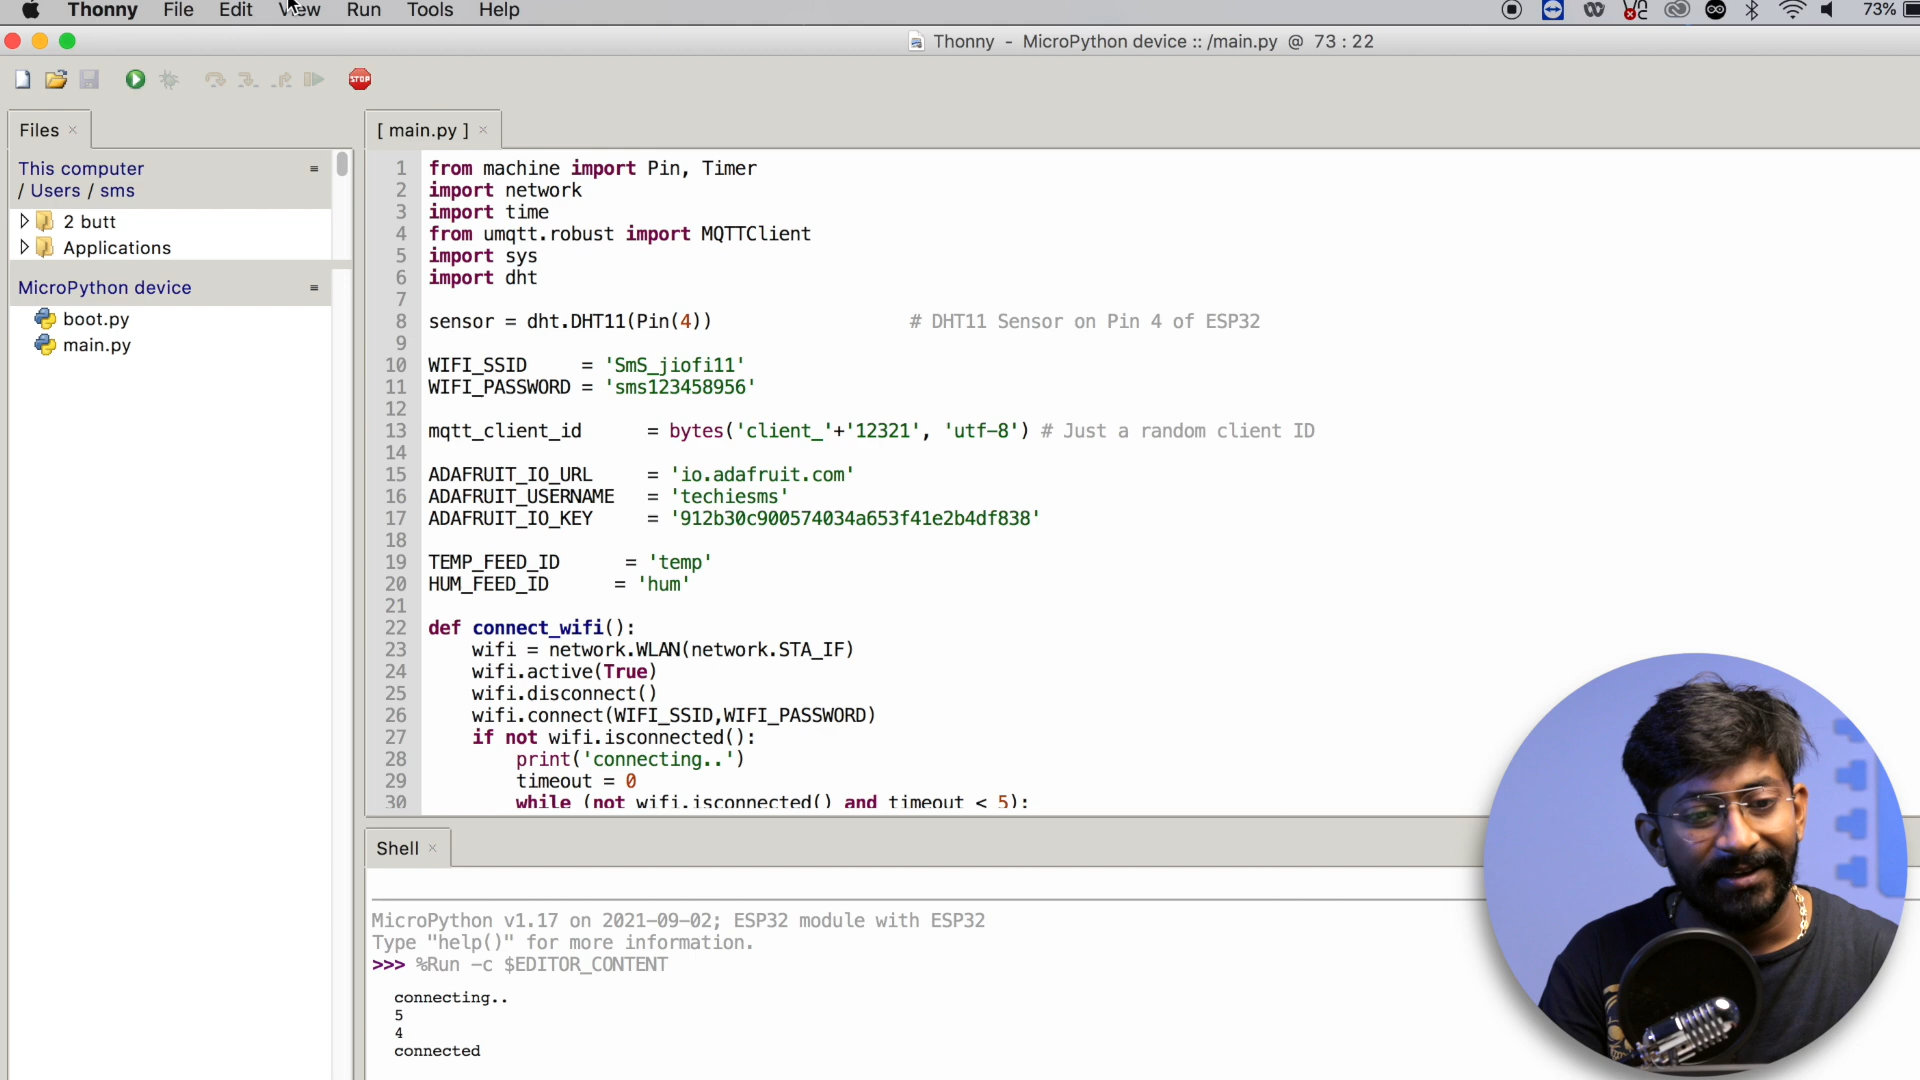 Thonny File Edit View Run Tools Help 73%
Thonny - MicroPython device :: /main.py @ 73 : 22
STOP
Files ×
[ main.py ] ×
This computer
/ Users / sms
2 butt
Applications
MicroPython device
boot.py
main.py
1 from machine import Pin, Timer
2 import network
3 import time
4 from umqtt.robust import MQTTClient
5 import sys
6 import dht
7
8 sensor = dht.DHT11(Pin(4)) # DHT11 Sensor on Pin 4 of ESP32
9
10 WIFI_SSID = 'SmS_jiofi11'
11 WIFI_PASSWORD = 'sms123458956'
12
13 mqtt_client_id = bytes('client_'+'12321', 'utf-8') # Just a random client ID
14
15 ADAFRUIT_IO_URL = 'io.adafruit.com'
16 ADAFRUIT_USERNAME = 'techiesms'
17 ADAFRUIT_IO_KEY = '912b30c900574034a653f41e2b4df838'
18
19 TEMP_FEED_ID = 'temp'
20 HUM_FEED_ID = 'hum'
21
22 def connect_wifi():
23 wifi = network.WLAN(network.STA_IF)
24 wifi.active(True)
25 wifi.disconnect()
26 wifi.connect(WIFI_SSID,WIFI_PASSWORD)
27 if not wifi.isconnected():
28 print('connecting..')
29 timeout = 0
30 while (not wifi.isconnected() and timeout < 5):
Shell ×
MicroPython v1.17 on 2021-09-02; ESP32 module with ESP32
Type "help()" for more information.
>>> %Run -c $EDITOR_CONTENT
connecting..
5
4
connected